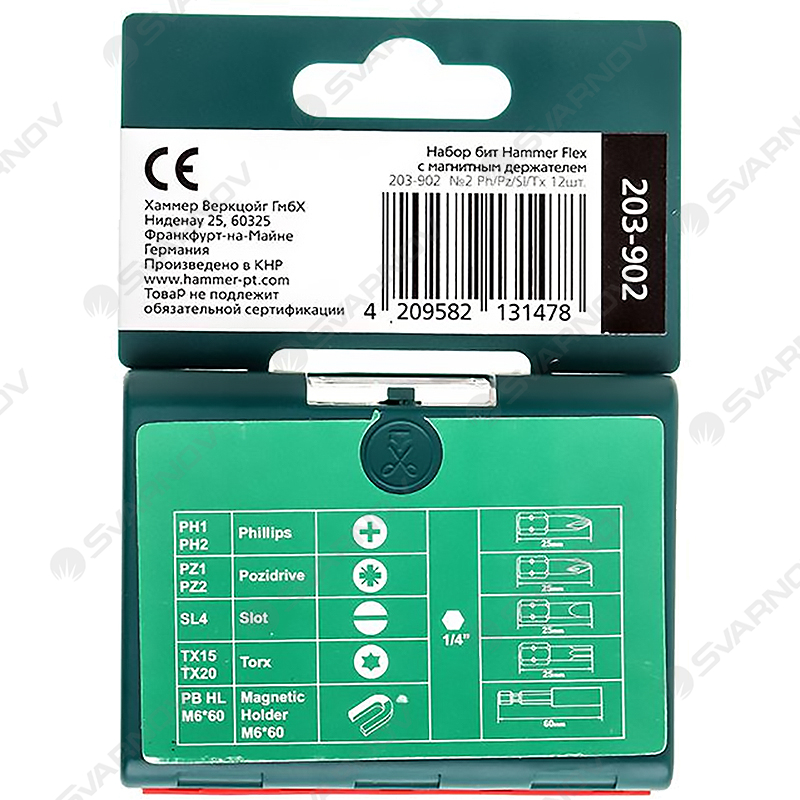 CE
Хаммер Веркцойг ГмбХ
Ниденау 25, 60325
Франкфурт-на-Майне
Германия
Произведено в КНР
www.hammer-pt.com
ТоваР не подлежит
обязательной сертификации
Набор бит Hammer Flex
с магнитным держателем
203-902 №2 Ph/Pz/Sl/Tx 12шт.
4 209582 131478
203-902
PH1
PH2
Phillips
25mm
PZ1
PZ2
Pozidrive
25mm
SL4
Slot
1/4"
25mm
TX15
TX20
Torx
25mm
PB HL
M6*60
Magnetic
Holder
M6*60
60mm
SVARNOV